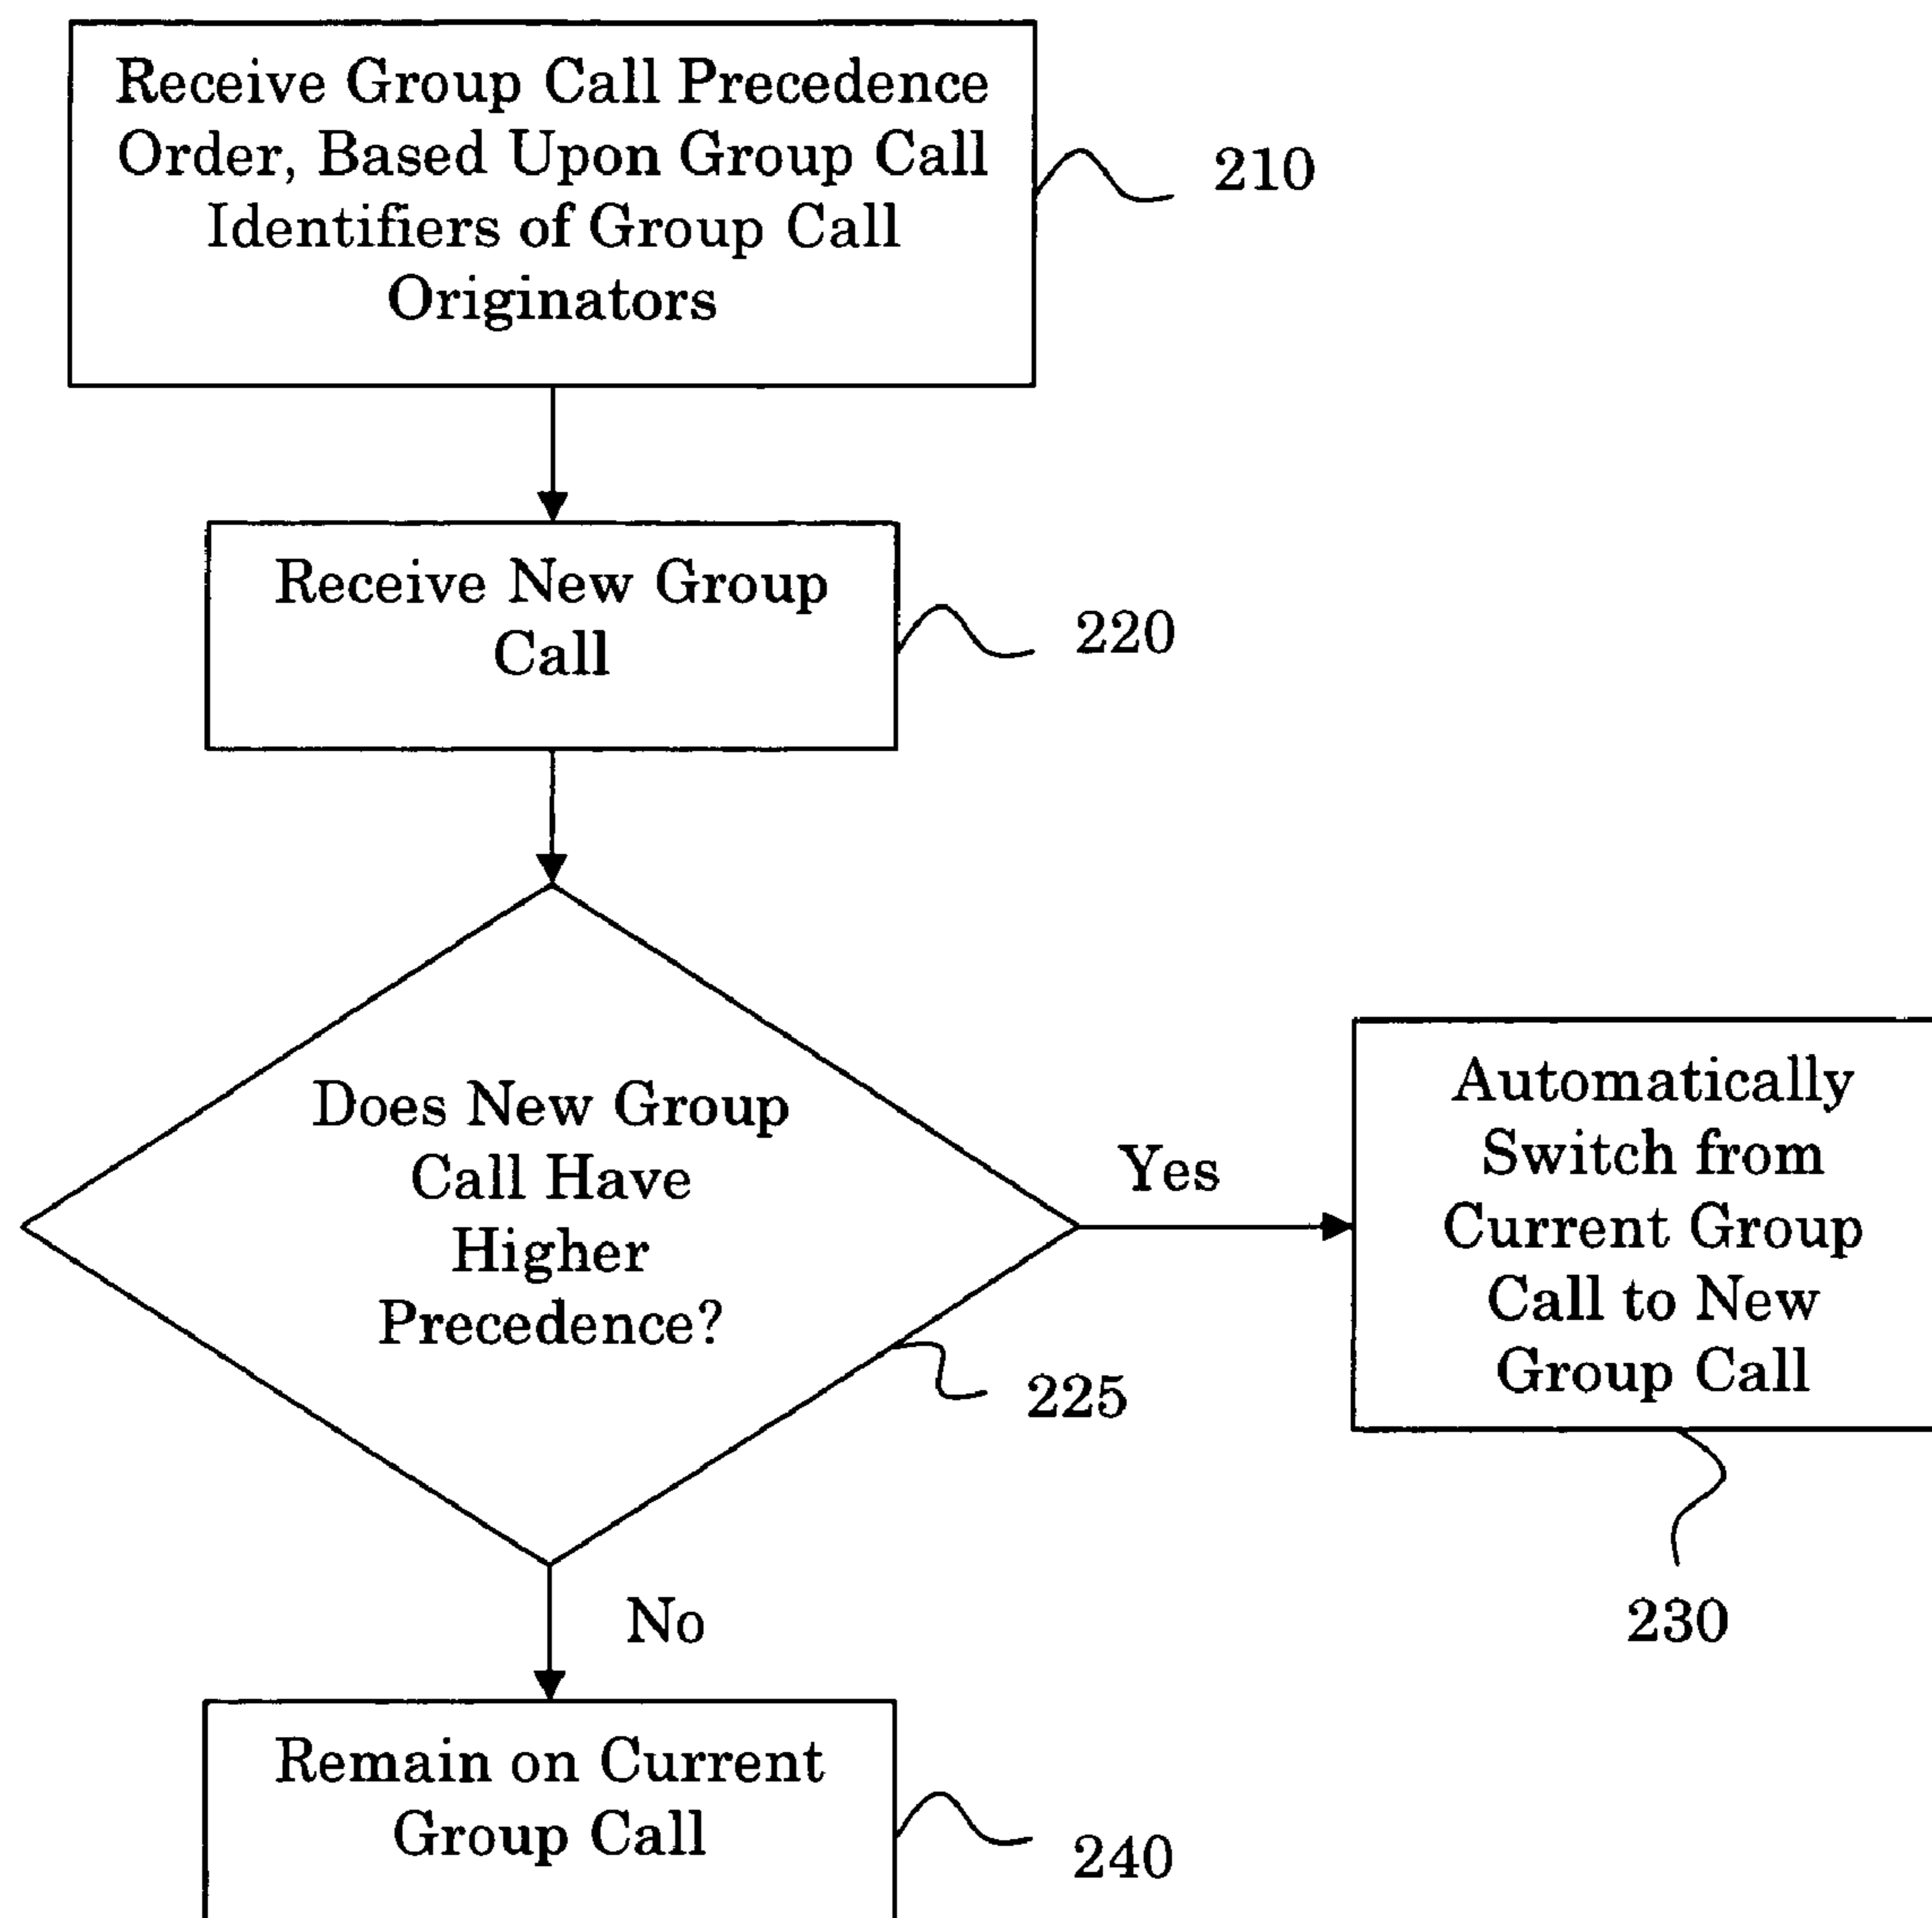 Receive Group Call Precedence
Order, Based Upon Group Call
Identifiers of Group Call
Originators
210
Receive New Group
Call
220
Does New Group
Call Have
Higher
Precedence?
225
Yes
Automatically
Switch from
Current Group
Call to New
Group Call
230
No
Remain on Current
Group Call
240